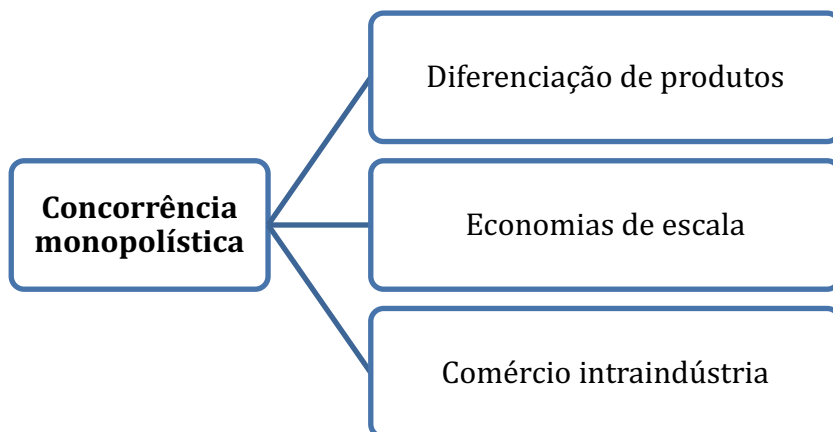 Concorrência
monopolística
Diferenciação de produtos
Economias de escala
Comércio intraindústria